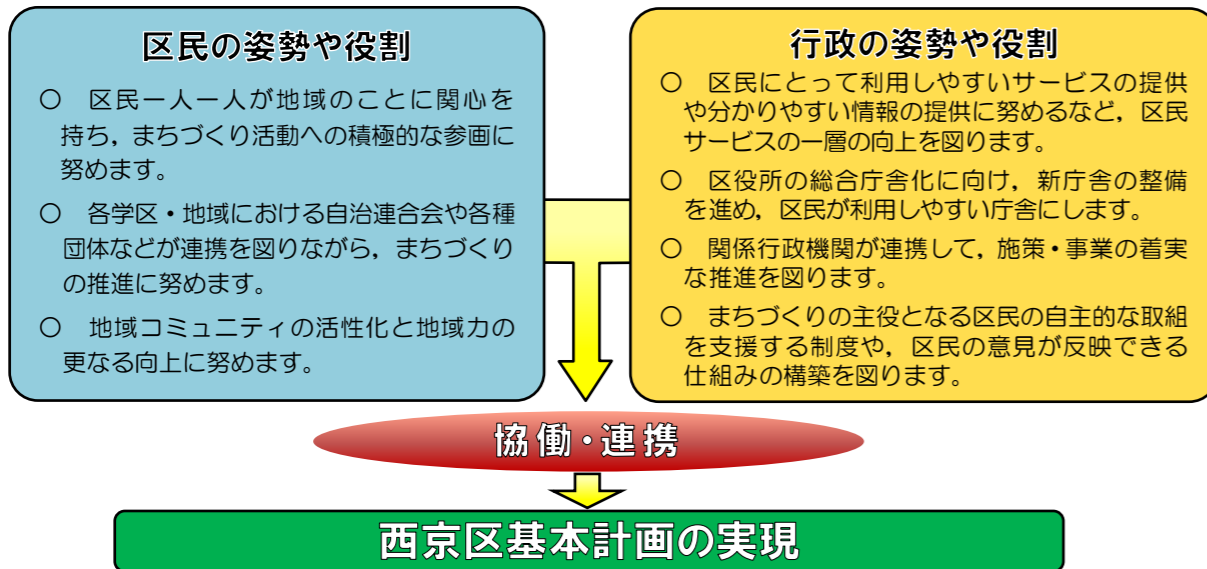 区民の姿勢や役割
○　区民一人一人が地域のことに関心を
持ち，まちづくり活動への積極的な参画に
努めます。
○　各学区・地域における自治連合会や各種
団体などが連携を図りながら，まちづくり
の推進に努めます。
○　地域コミュニティの活性化と地域力の
更なる向上に努めます。
行政の姿勢や役割
○　区民にとって利用しやすいサービスの提供
や分かりやすい情報の提供に努めるなど，区民
サービスの一層の向上を図ります。
○　区役所の総合庁舎化に向け，新庁舎の整備
を進め，区民が利用しやすい庁舎にします。
○　関係行政機関が連携して，施策・事業の着実
な推進を図ります。
○　まちづくりの主役となる区民の自主的な取組
を支援する制度や，区民の意見が反映できる
仕組みの構築を図ります。
協働・連携
西京区基本計画の実現